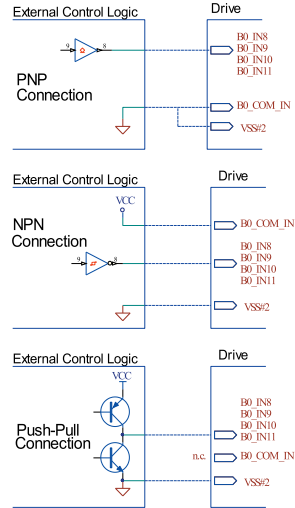 External Control Logic
Drive
9
8
B0_IN8
B0_IN9
B0_IN10
B0_IN11
PNP
Connection
B0_COM_IN
VSS#2
External Control Logic
Drive
VCC
B0_COM_IN
NPN
Connection
B0_IN8
B0_IN9
B0_IN10
B0_IN11
9
8
VSS#2
External Control Logic
Drive
VCC
B0_IN8
B0_IN9
B0_IN10
B0_IN11
Push-Pull
Connection
n.c.
B0_COM_IN
VSS#2